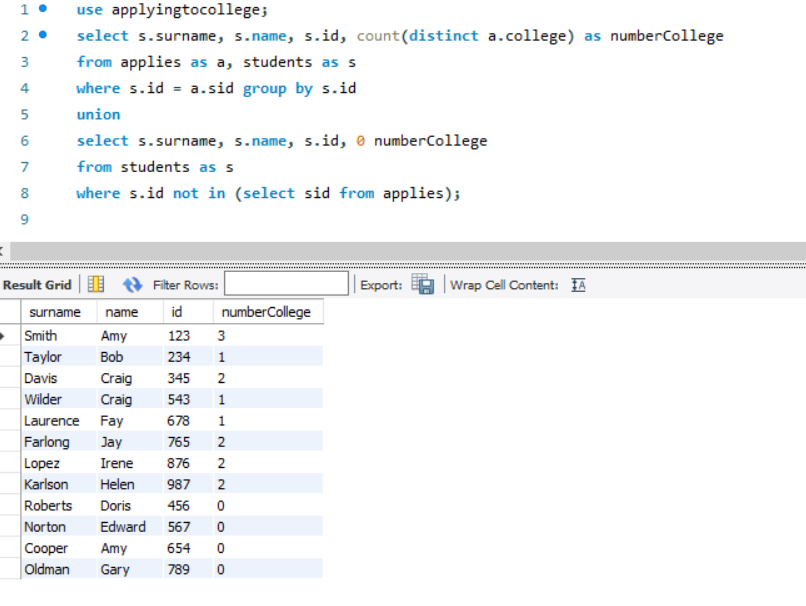 1 use applyingtocollege;
2 select s.surname, s.name, s.id, count(distinct a.college) as numberCollege
3 from applies as a, students as s
4 where s.id = a.sid group by s.id
5 union
6 select s.surname, s.name, s.id, 0 numberCollege
7 from students as s
8 where s.id not in (select sid from applies);
9
Result Grid Filter Rows: Export: Wrap Cell Content: IA
surname name id numberCollege
Smith Amy 123 3
Taylor Bob 234 1
Davis Craig 345 2
Wilder Craig 543 1
Laurence Fay 678 1
Farlong Jay 765 2
Lopez Irene 876 2
Karlson Helen 987 2
Roberts Doris 456 0
Norton Edward 567 0
Cooper Amy 654 0
Oldman Gary 789 0